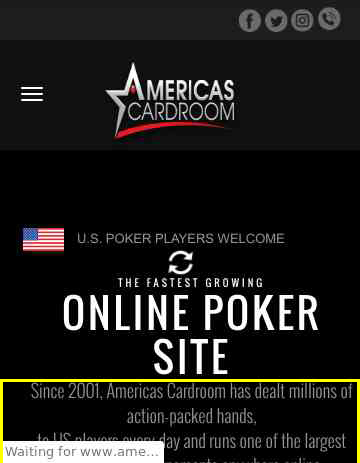 AMERICAS
CARDROOM
U.S. POKER PLAYERS WELCOME
THE FASTEST GROWING
ONLINE POKER
SITE
Since 2001, Americas Cardroom has dealt millions of
action-packed hands,
to US players every day and runs one of the largest
Waiting for www.ame...
online